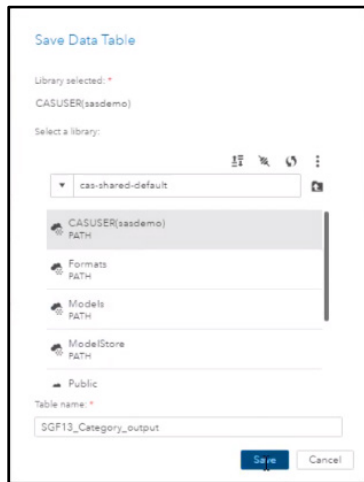 Save Data Table
Library selected: *
CASUSER(sasdemo)
Select a library:
cas-shared-default
CASUSER(sasdemo)
PATH
Formats
PATH
Models
PATH
ModelStore
PATH
Public
Table name: *
SGF13_Category_output
Save Cancel